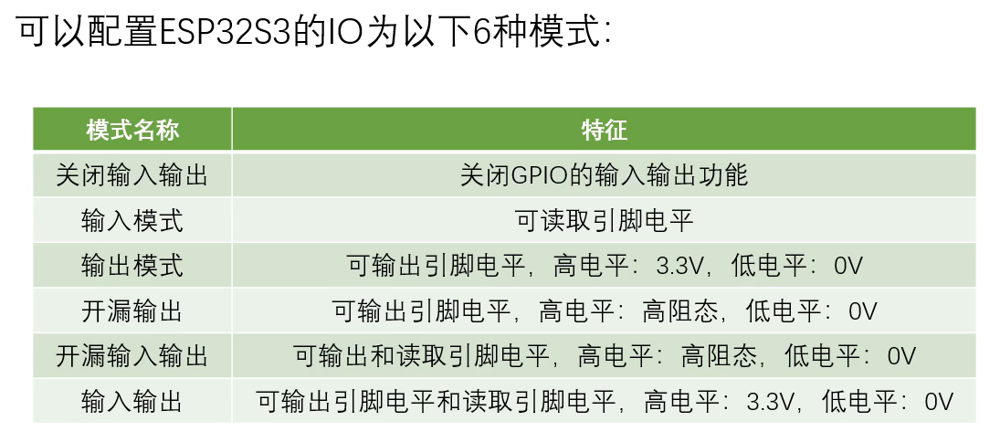 可以配置ESP32S3的IO为以下6种模式：
模式名称 特征
关闭输入输出 关闭GPIO的输入输出功能
输入模式 可读取引脚电平
输出模式 可输出引脚电平，高电平：3.3V，低电平：0V
开漏输出 可输出引脚电平，高电平：高阻态，低电平：0V
开漏输入输出 可输出和读取引脚电平，高电平：高阻态，低电平：0V
输入输出 可输出引脚电平和读取引脚电平，高电平：3.3V，低电平：0V